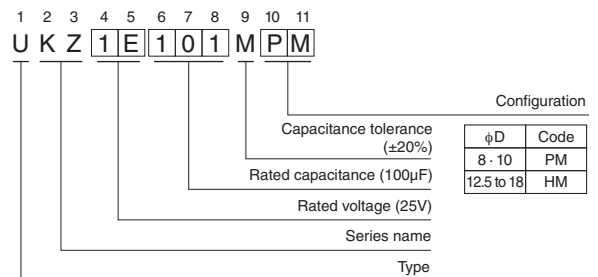 1 2 3 4 5 6 7 8 9 10 11
U K Z 1 E 1 0 1 M P M
Configuration
Capacitance tolerance
(±20%)
Rated capacitance (100µF)
Rated voltage (25V)
Series name
Type
ϕD Code
8 · 10 PM
12.5 to 18 HM